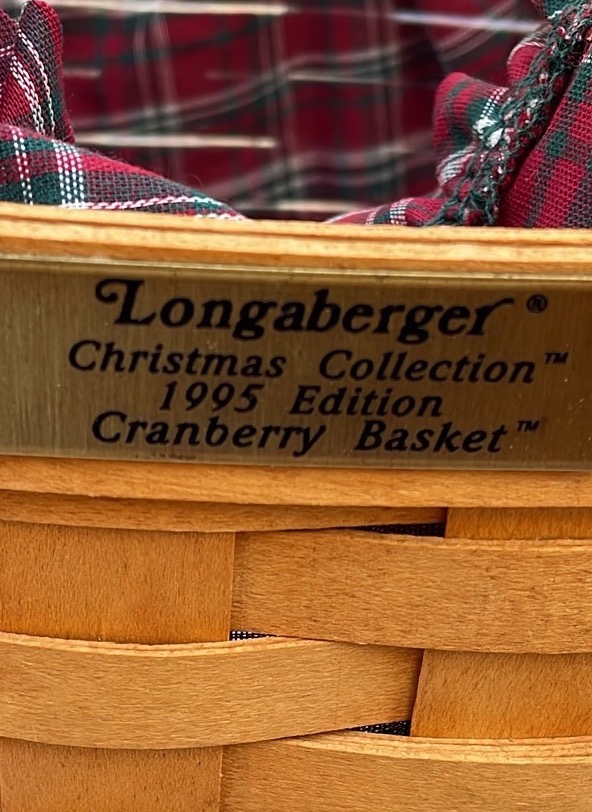 Longaberger®
Christmas Collection™
1995 Edition
Cranberry Basket™